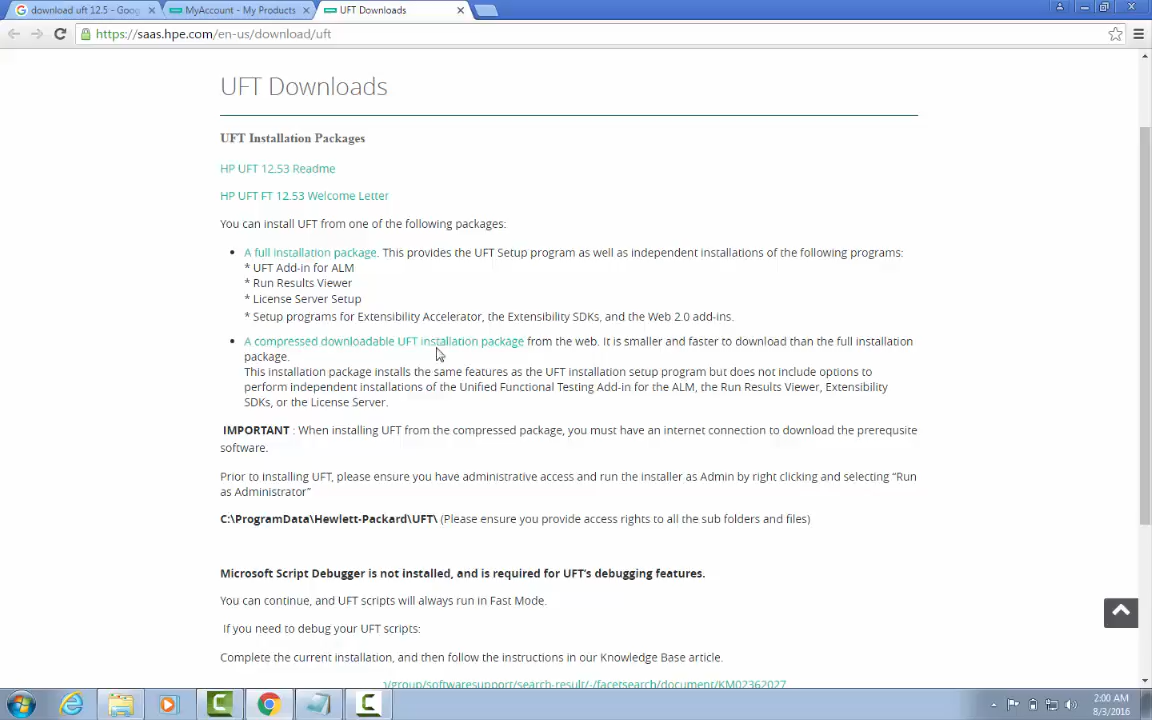 download uft 12.5 - Goog
MyAccount - My Products
UFT Downloads
https://saas.hpe.com/en-us/download/uft
UFT Downloads
UFT Installation Packages
HP UFT 12.53 Readme
HP UFT FT 12.53 Welcome Letter
You can install UFT from one of the following packages:
A full installation package. This provides the UFT Setup program as well as independent installations of the following programs:
* UFT Add-in for ALM
* Run Results Viewer
* License Server Setup
* Setup programs for Extensibility Accelerator, the Extensibility SDKs, and the Web 2.0 add-ins.
A compressed downloadable UFT installation package from the web. It is smaller and faster to download than the full installation
package.
This installation package installs the same features as the UFT installation setup program but does not include options to
perform independent installations of the Unified Functional Testing Add-in for the ALM, the Run Results Viewer, Extensibility
SDKs, or the License Server.
IMPORTANT : When installing UFT from the compressed package, you must have an internet connection to download the prerequsite
software.
Prior to installing UFT, please ensure you have administrative access and run the installer as Admin by right clicking and selecting “Run
as Administrator”
C:\ProgramData\Hewlett-Packard\UFT\ (Please ensure you provide access rights to all the sub folders and files)
Microsoft Script Debugger is not installed, and is required for UFT’s debugging features.
You can continue, and UFT scripts will always run in Fast Mode.
If you need to debug your UFT scripts:
Complete the current installation, and then follow the instructions in our Knowledge Base article.
/group/softwaresupport/search-result/-/facetsearch/document/KM02362027
2:00 AM
8/3/2016